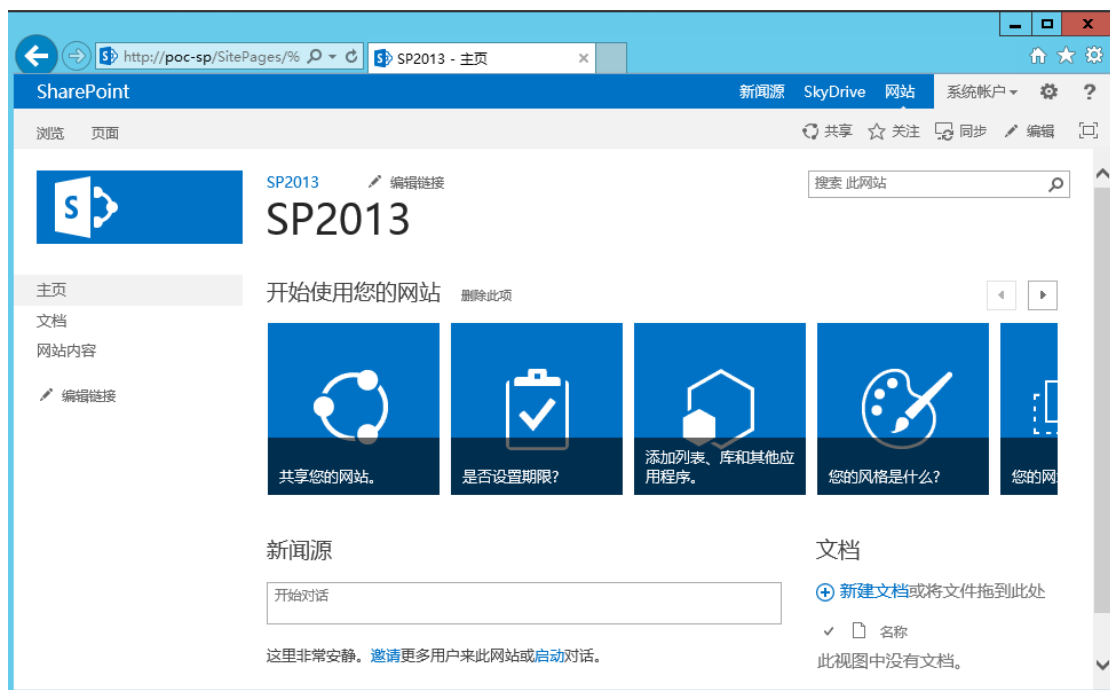 http://poc-sp/SitePages/%
SP2013 - 主页
SharePoint
新闻源 SkyDrive 网站 系统帐户 ?
浏览 页面
共享 关注 同步 编辑
SP2013 编辑链接
搜索 此网站
SP2013
S
主页
文档
网站内容
编辑链接
开始使用您的网站 删除此项
共享您的网站。
是否设置期限?
添加列表、库和其他应
用程序。
您的风格是什么?
您的网
新闻源
开始对话
这里非常安静。邀请更多用户来此网站或启动对话。
文档
新建文档或将文件拖到此处
名称
此视图中没有文档。